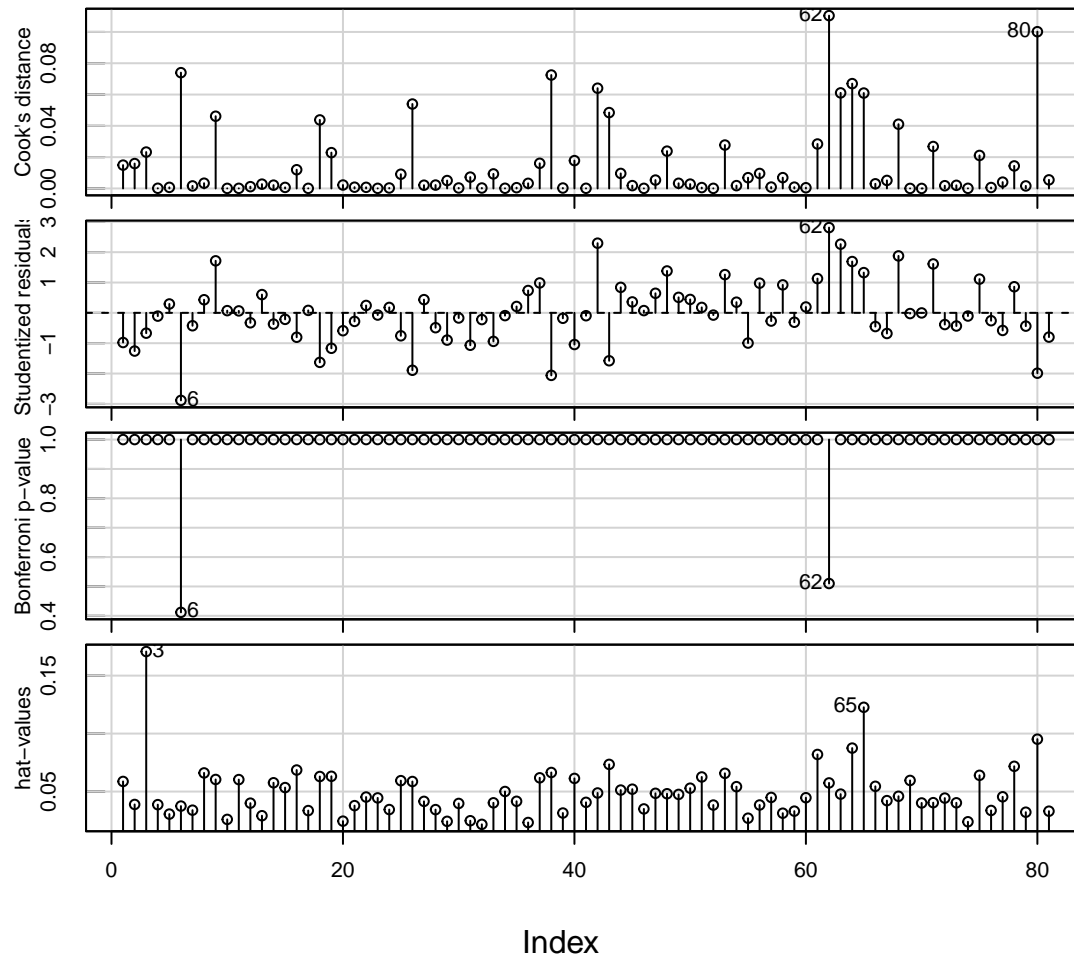 Cook's distance
0.00 0.04 0.08
62
80
Studentized residuals
−3 −1 1 2 3
62
6
Bonferroni p−value
0.4 0.6 0.8 1.0
6
62
hat−values
0.05 0.15
3
65
0 20 40 60 80
Index